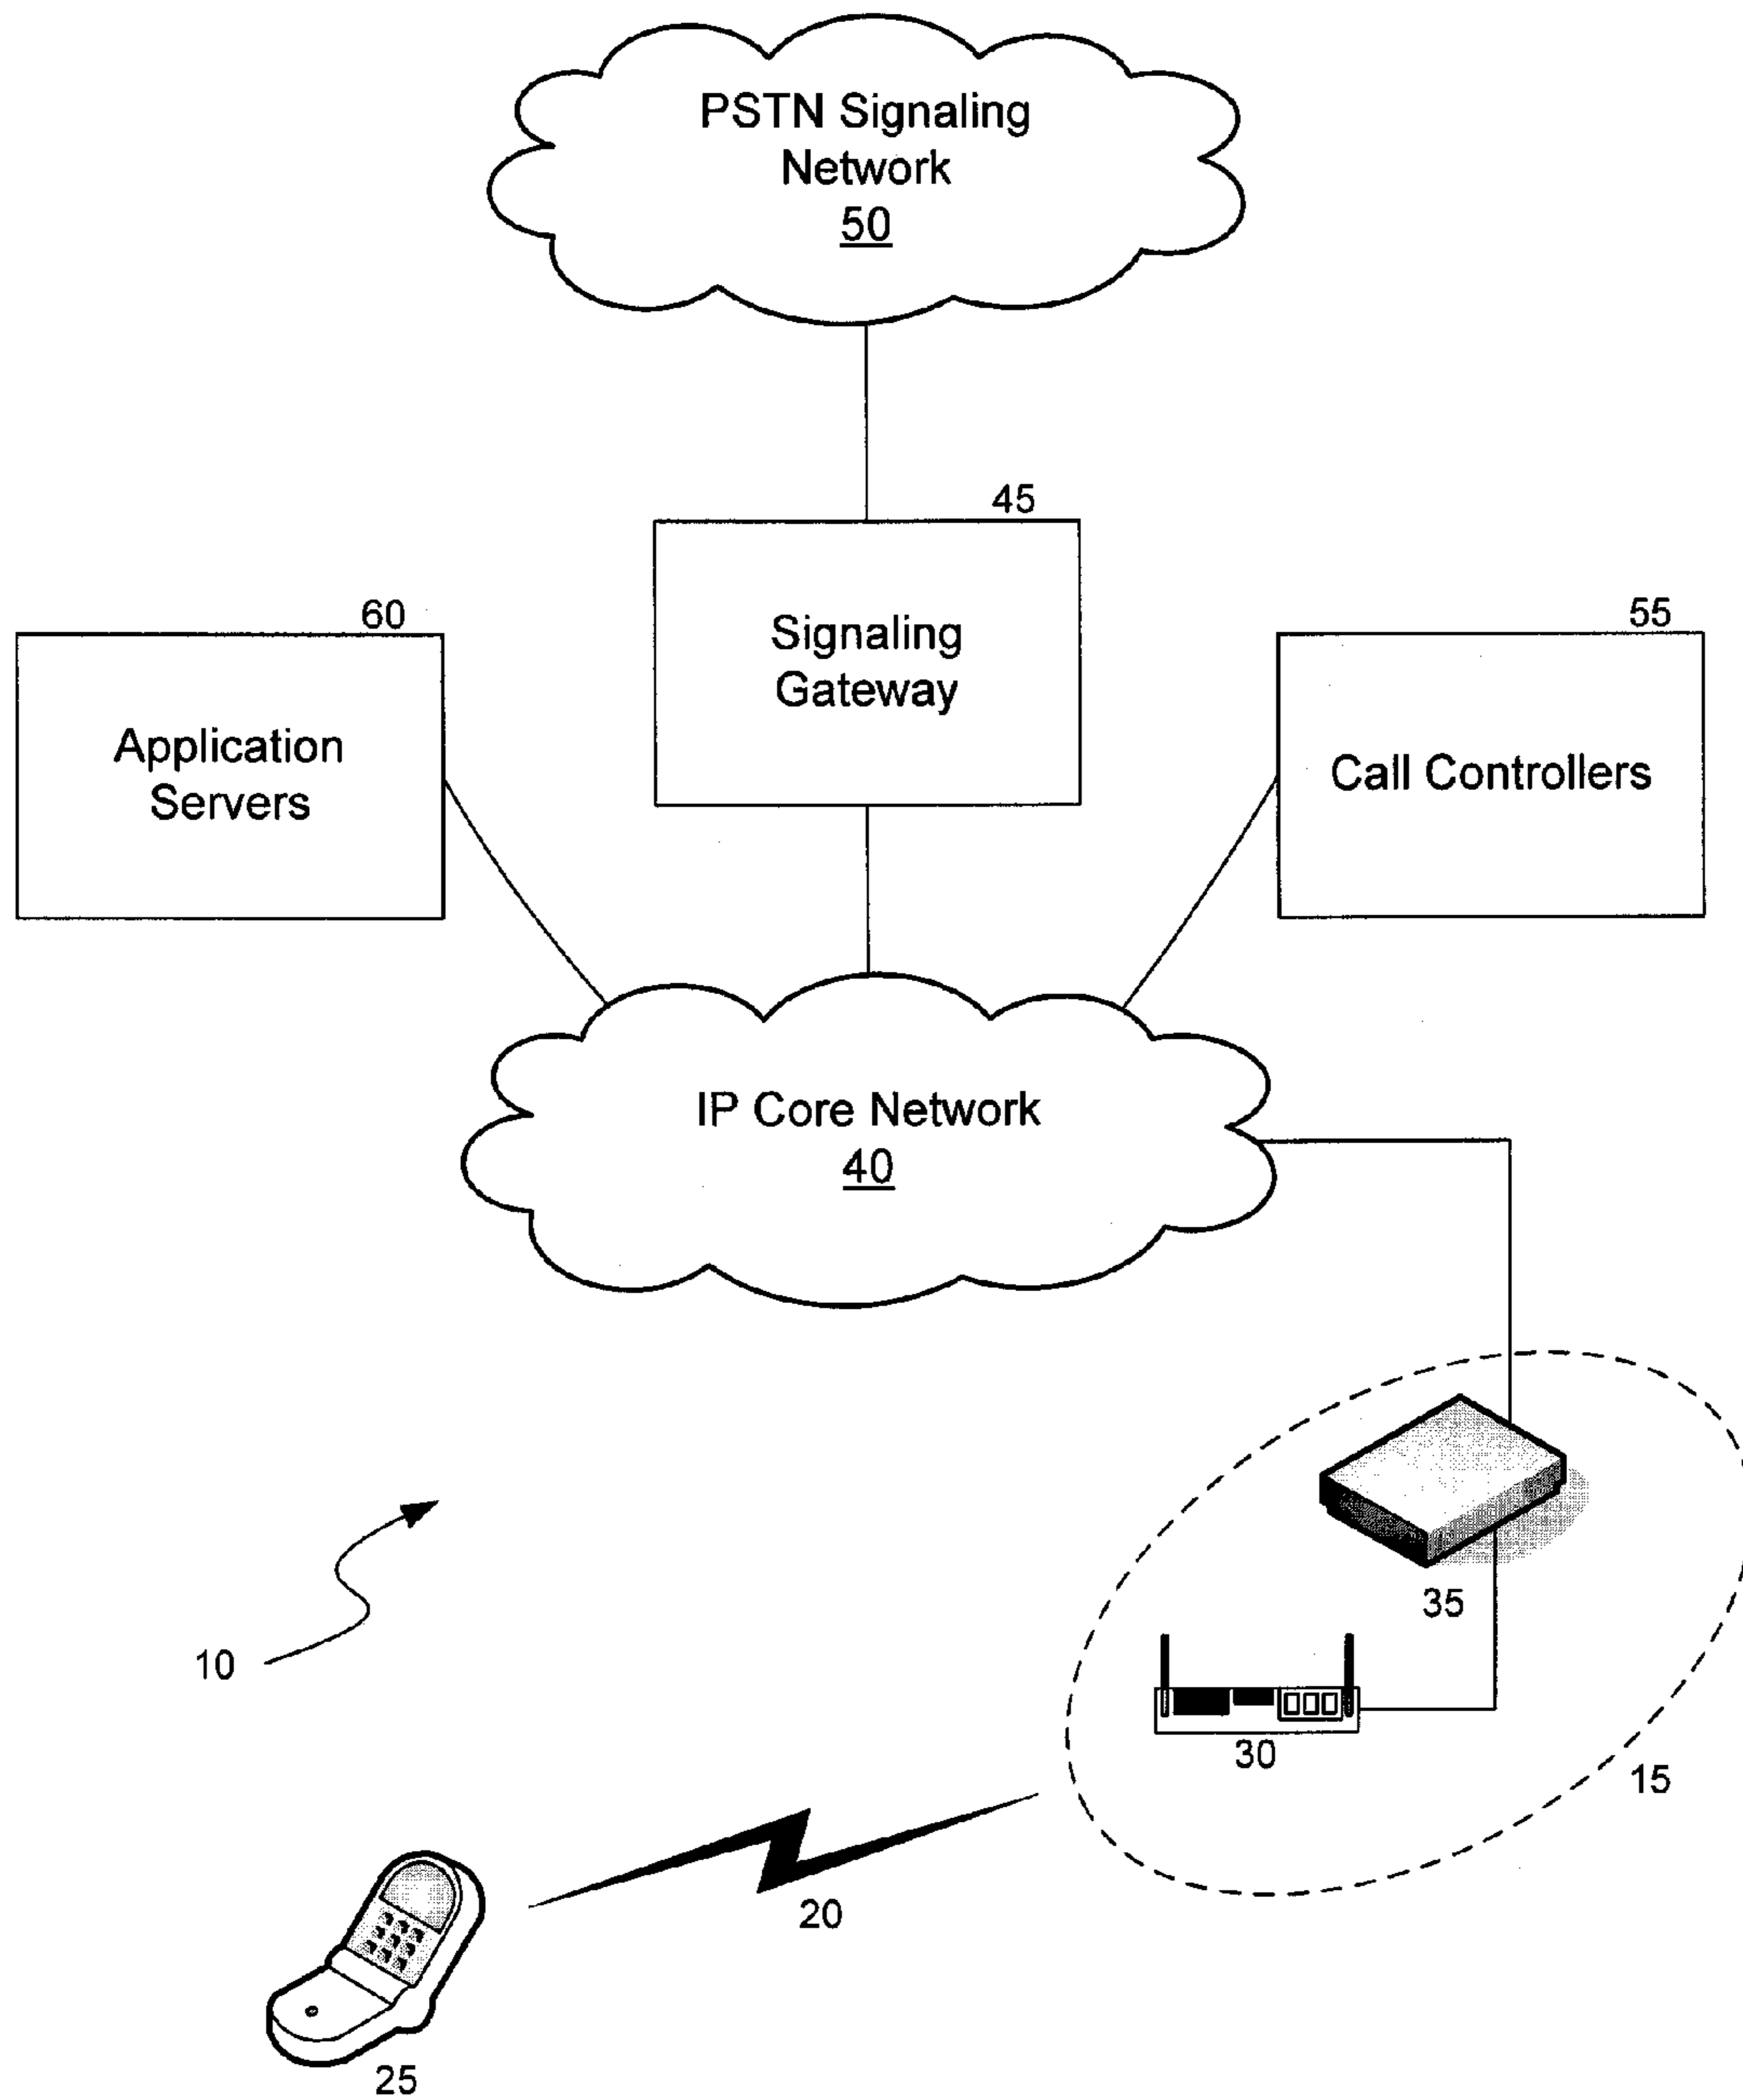 PSTN Signaling
Network
50
45
Signaling
Gateway
60
Application
Servers
55
Call Controllers
IP Core Network
40
35
10
30
15
20
25